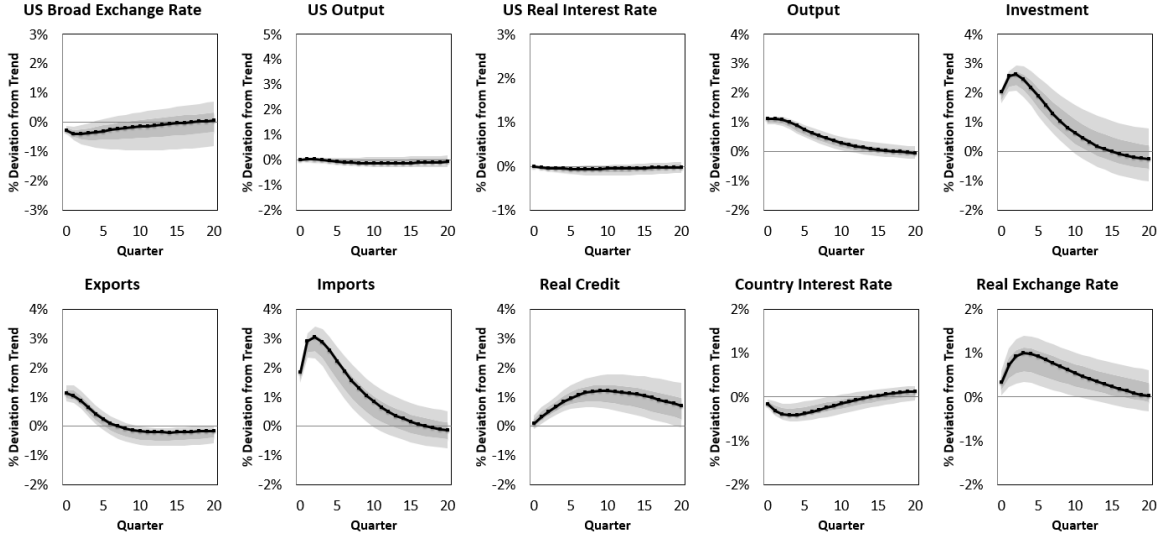 US Broad Exchange Rate
% Deviation from Trend
3%
2%
1%
0%
-1%
-2%
-3%
0 5 10 15 20
Quarter
US Output
% Deviation from Trend
5%
4%
3%
2%
1%
0%
-1%
-2%
0 5 10 15 20
Quarter
US Real Interest Rate
% Deviation from Trend
3%
2%
1%
0%
-1%
0 5 10 15 20
Quarter
Output
% Deviation from Trend
4%
3%
2%
1%
0%
-1%
-2%
0 5 10 15 20
Quarter
Investment
% Deviation from Trend
4%
3%
2%
1%
0%
-1%
-2%
0 5 10 15 20
Quarter
Exports
% Deviation from Trend
4%
3%
2%
1%
0%
-1%
-2%
0 5 10 15 20
Quarter
Imports
% Deviation from Trend
4%
3%
2%
1%
0%
-1%
-2%
0 5 10 15 20
Quarter
Real Credit
% Deviation from Trend
4%
3%
2%
1%
0%
-1%
-2%
0 5 10 15 20
Quarter
Country Interest Rate
% Deviation from Trend
2%
1%
0%
-1%
-2%
0 5 10 15 20
Quarter
Real Exchange Rate
% Deviation from Trend
2%
1%
0%
-1%
-2%
0 5 10 15 20
Quarter